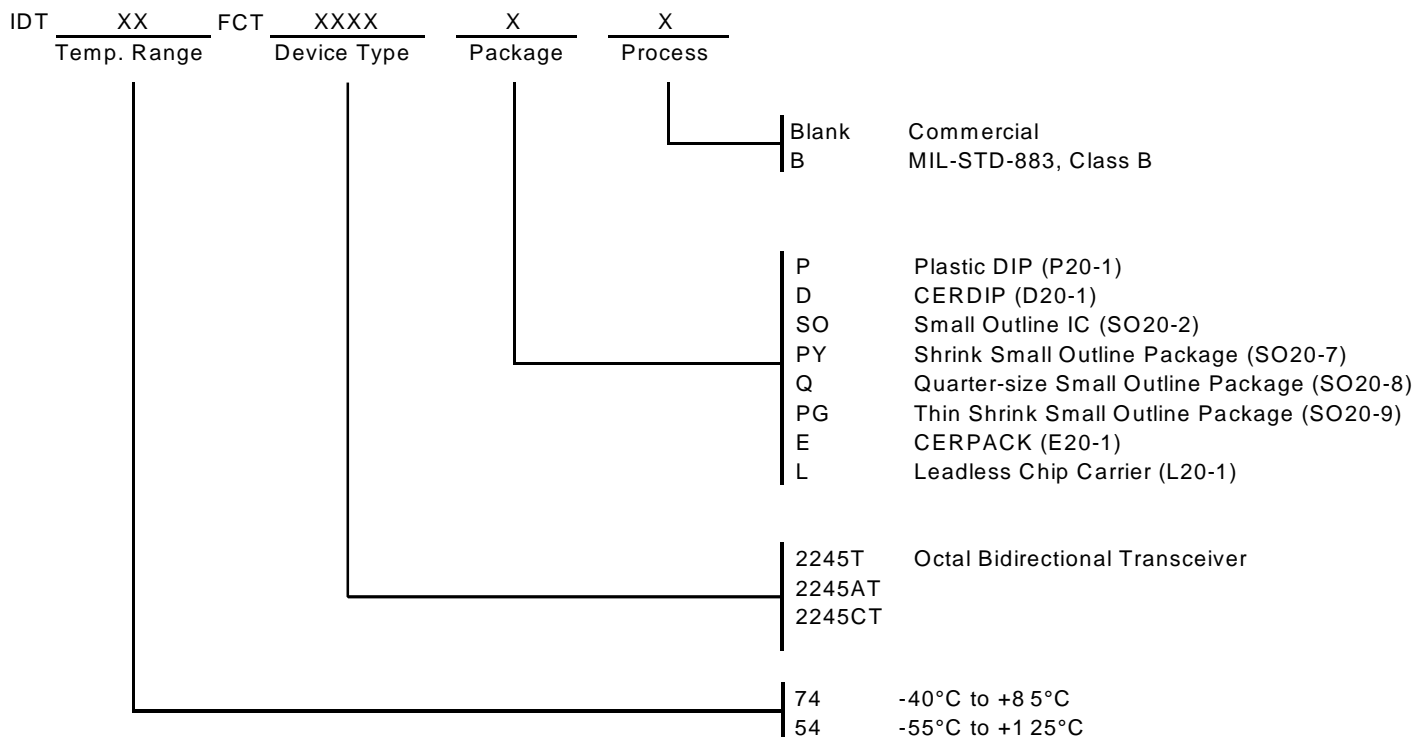 IDT XX FCT XXXX X X
Temp. Range Device Type Package Process
Blank Commercial
B MIL-STD-883, Class B
P Plastic DIP (P20-1)
D CERDIP (D20-1)
SO Small Outline IC (SO20-2)
PY Shrink Small Outline Package (SO20-7)
Q Quarter-size Small Outline Package (SO20-8)
PG Thin Shrink Small Outline Package (SO20-9)
E CERPACK (E20-1)
L Leadless Chip Carrier (L20-1)
2245T Octal Bidirectional Transceiver
2245AT
2245CT
74 -40°C to +85°C
54 -55°C to +125°C